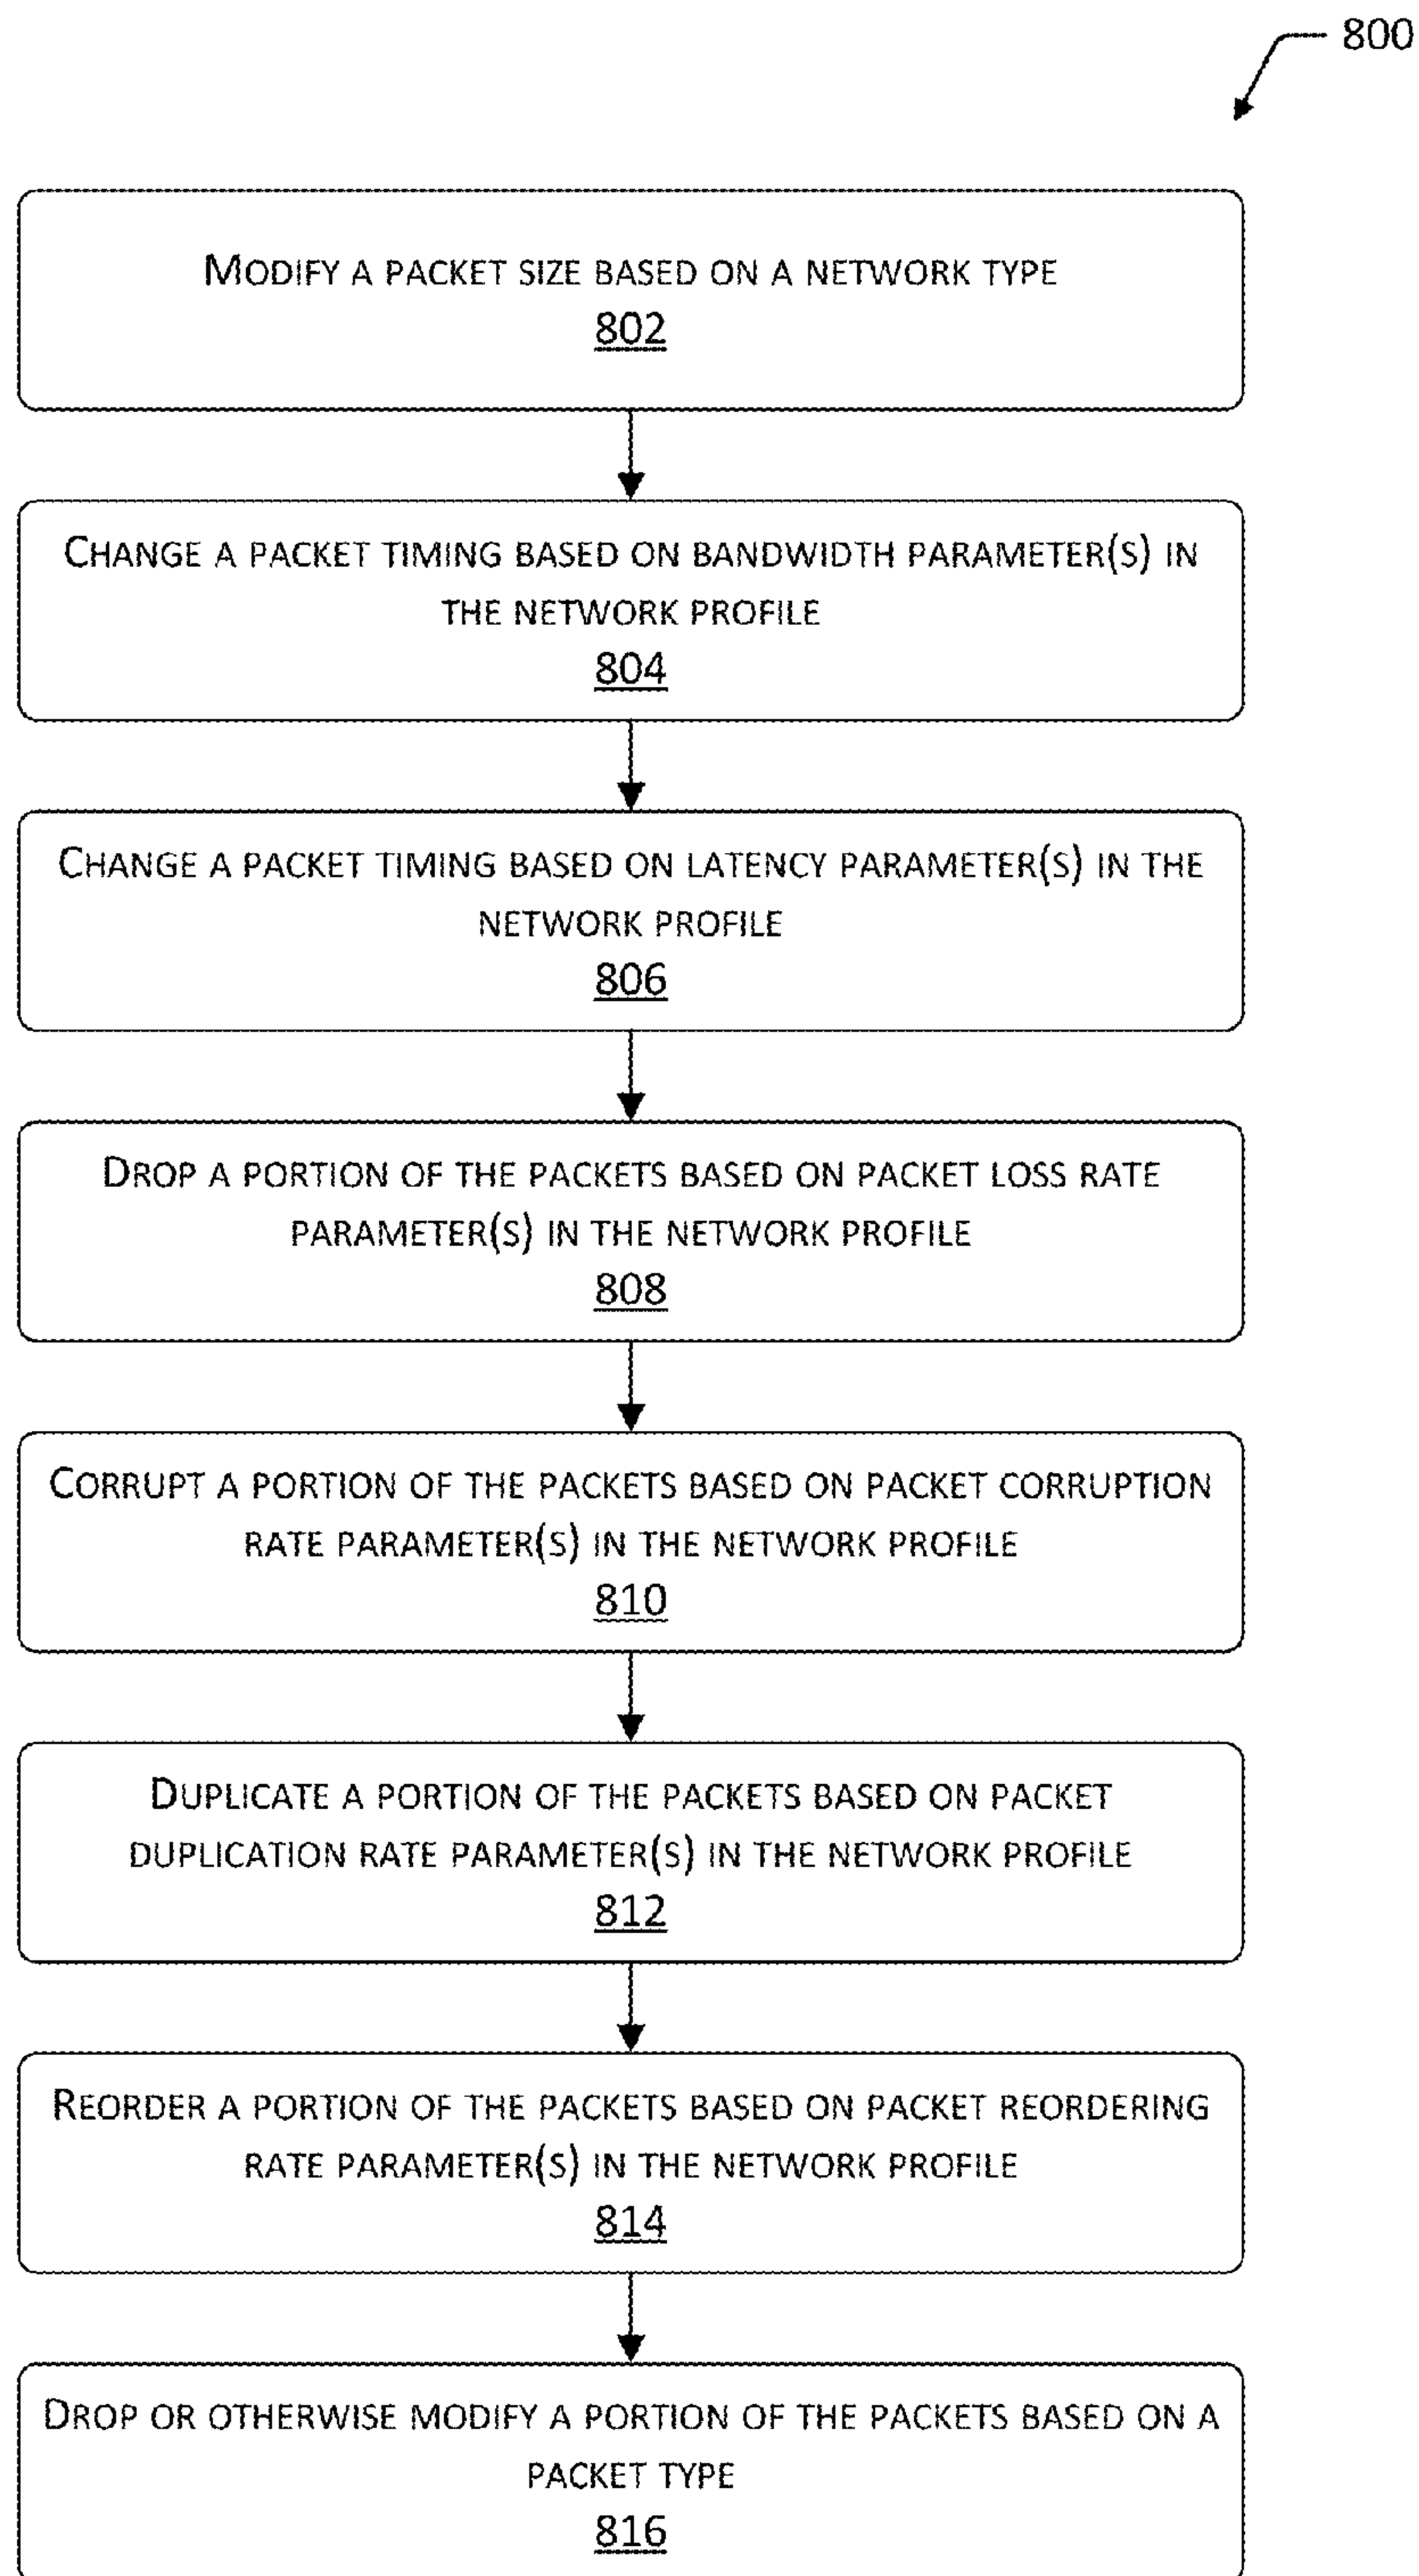 800
MODIFY A PACKET SIZE BASED ON A NETWORK TYPE
802
CHANGE A PACKET TIMING BASED ON BANDWIDTH PARAMETER(S) IN
THE NETWORK PROFILE
804
CHANGE A PACKET TIMING BASED ON LATENCY PARAMETER(S) IN THE
NETWORK PROFILE
806
DROP A PORTION OF THE PACKETS BASED ON PACKET LOSS RATE
PARAMETER(S) IN THE NETWORK PROFILE
808
CORRUPT A PORTION OF THE PACKETS BASED ON PACKET CORRUPTION
RATE PARAMETER(S) IN THE NETWORK PROFILE
810
DUPLICATE A PORTION OF THE PACKETS BASED ON PACKET
DUPLICATION RATE PARAMETER(S) IN THE NETWORK PROFILE
812
REORDER A PORTION OF THE PACKETS BASED ON PACKET REORDERING
RATE PARAMETER(S) IN THE NETWORK PROFILE
814
DROP OR OTHERWISE MODIFY A PORTION OF THE PACKETS BASED ON A
PACKET TYPE
816